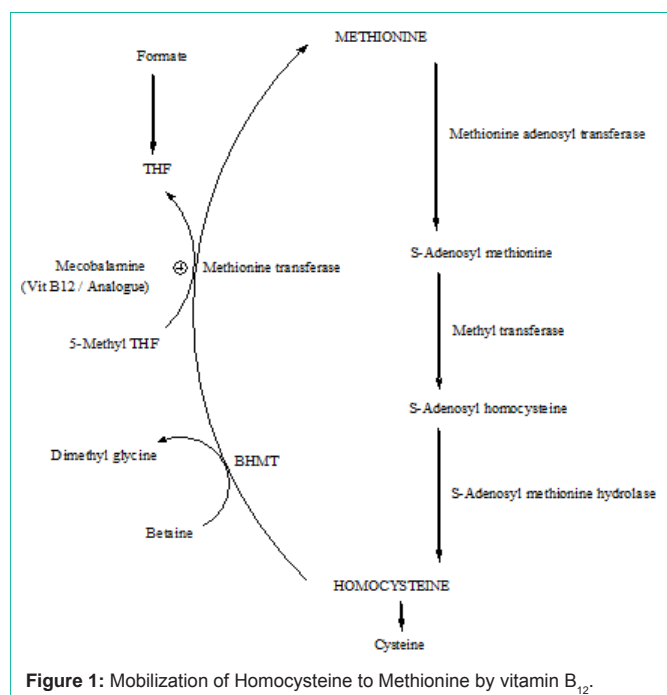 METHIONINE
Formate
Methionine adenosyl transferase
THF
S-Adenosyl methionine
Mecobalamine
(Vit B12 / Analogue)
+
Methionine transferase
Methyl transferase
5-Methyl THF
S-Adenosyl homocysteine
Dimethyl glycine
BHMT
S-Adenosyl methionine hydrolase
Betaine
HOMOCYSTEINE
Cysteine
Figure 1: Mobilization of Homocysteine to Methionine by vitamin B12.